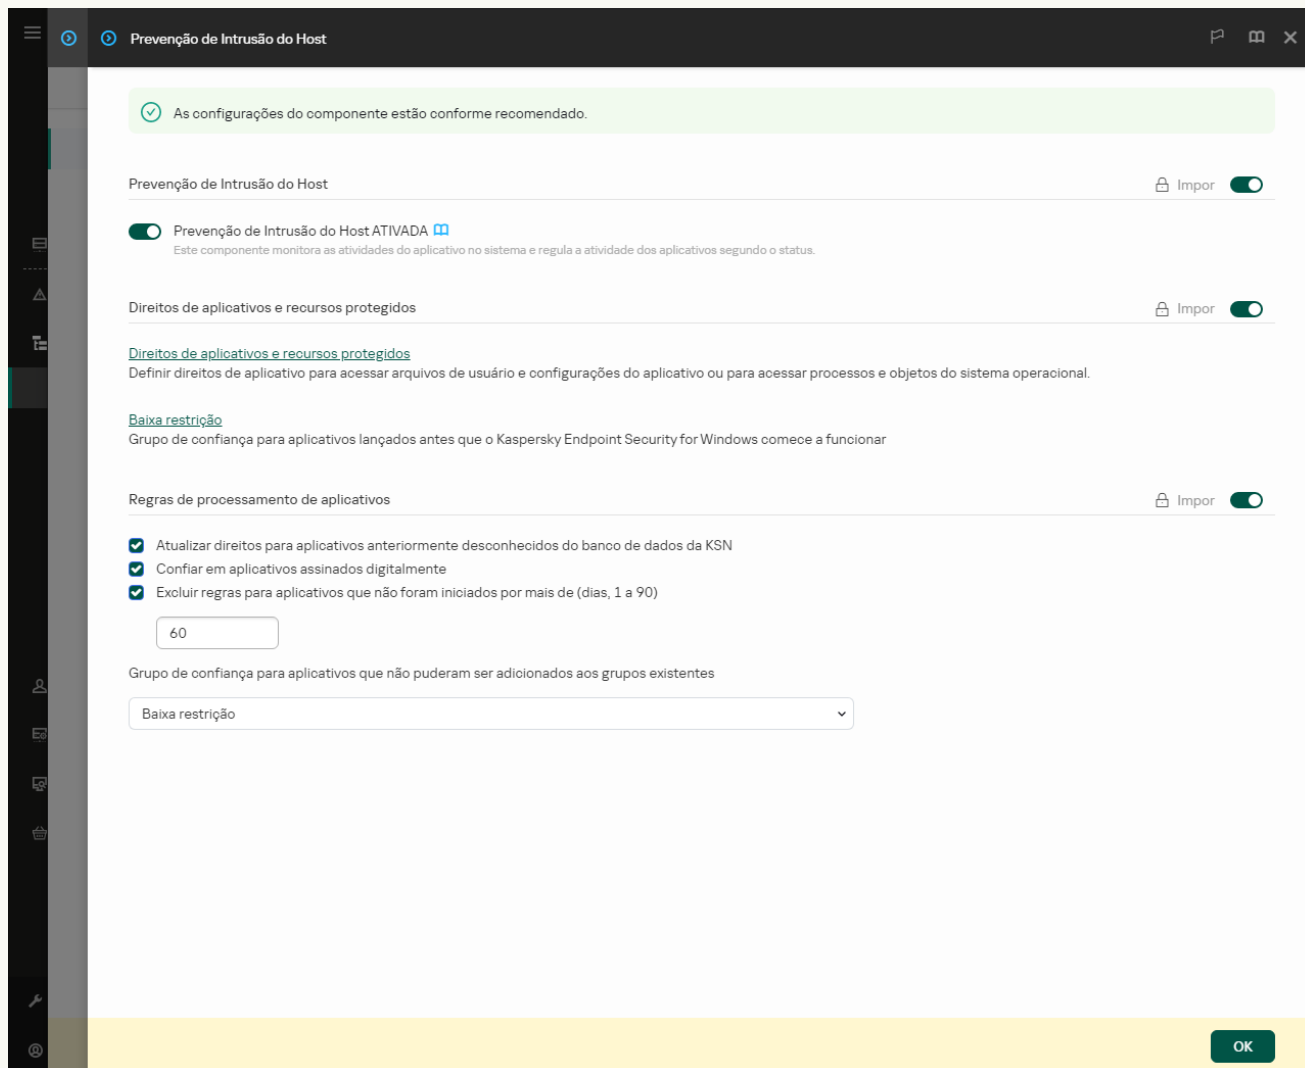 Prevenção de Intrusão do Host
As configurações do componente estão conforme recomendado.
Prevenção de Intrusão do Host
Impor
Prevenção de Intrusão do Host ATIVADA
Este componente monitora as atividades do aplicativo no sistema e regula a atividade dos aplicativos segundo o status.
Direitos de aplicativos e recursos protegidos
Impor
Direitos de aplicativos e recursos protegidos
Definir direitos de aplicativo para acessar arquivos de usuário e configurações do aplicativo ou para acessar processos e objetos do sistema operacional.
Baixa restrição
Grupo de confiança para aplicativos lançados antes que o Kaspersky Endpoint Security for Windows comece a funcionar
Regras de processamento de aplicativos
Impor
Atualizar direitos para aplicativos anteriormente desconhecidos do banco de dados da KSN
Confiar em aplicativos assinados digitalmente
Excluir regras para aplicativos que não foram iniciados por mais de (dias, 1 a 90)
60
Grupo de confiança para aplicativos que não puderam ser adicionados aos grupos existentes
Baixa restrição
OK